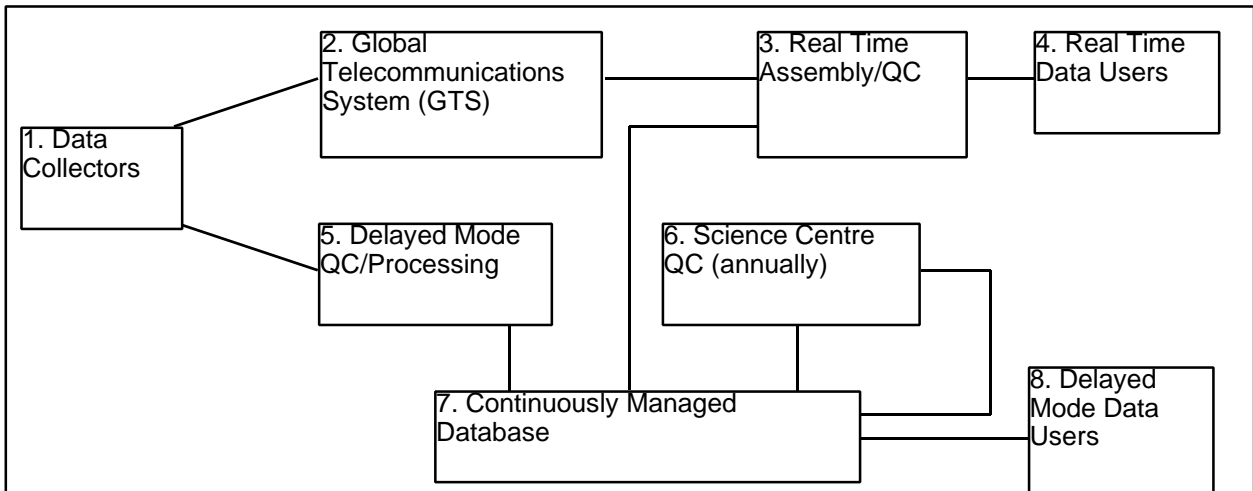 2. Global
Telecommunications
System (GTS)
3. Real Time
Assembly/QC
4. Real Time
Data Users
1. Data
Collectors
5. Delayed Mode
QC/Processing
6. Science Centre
QC (annually)
7. Continuously Managed
Database
8. Delayed
Mode Data
Users